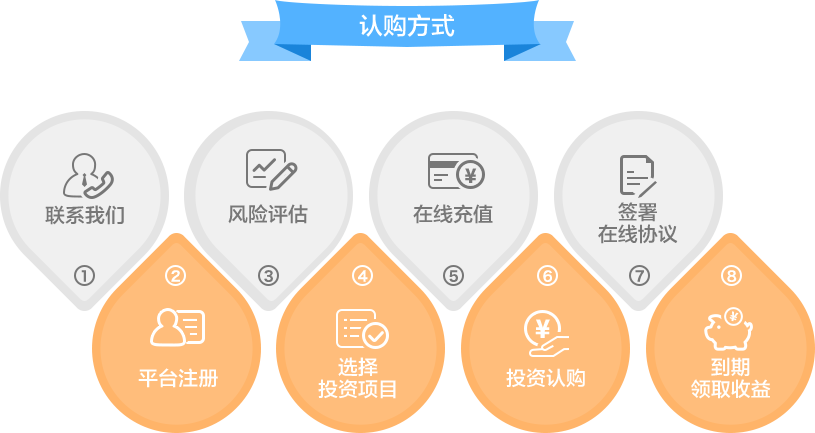 认购方式
联系我们
①
②
平台注册
风险评估
③
④
选择
投资项目
¥
在线充值
⑤
⑥
¥
投资认购
签署
在线协议
⑦
⑧
¥
到期
领取收益